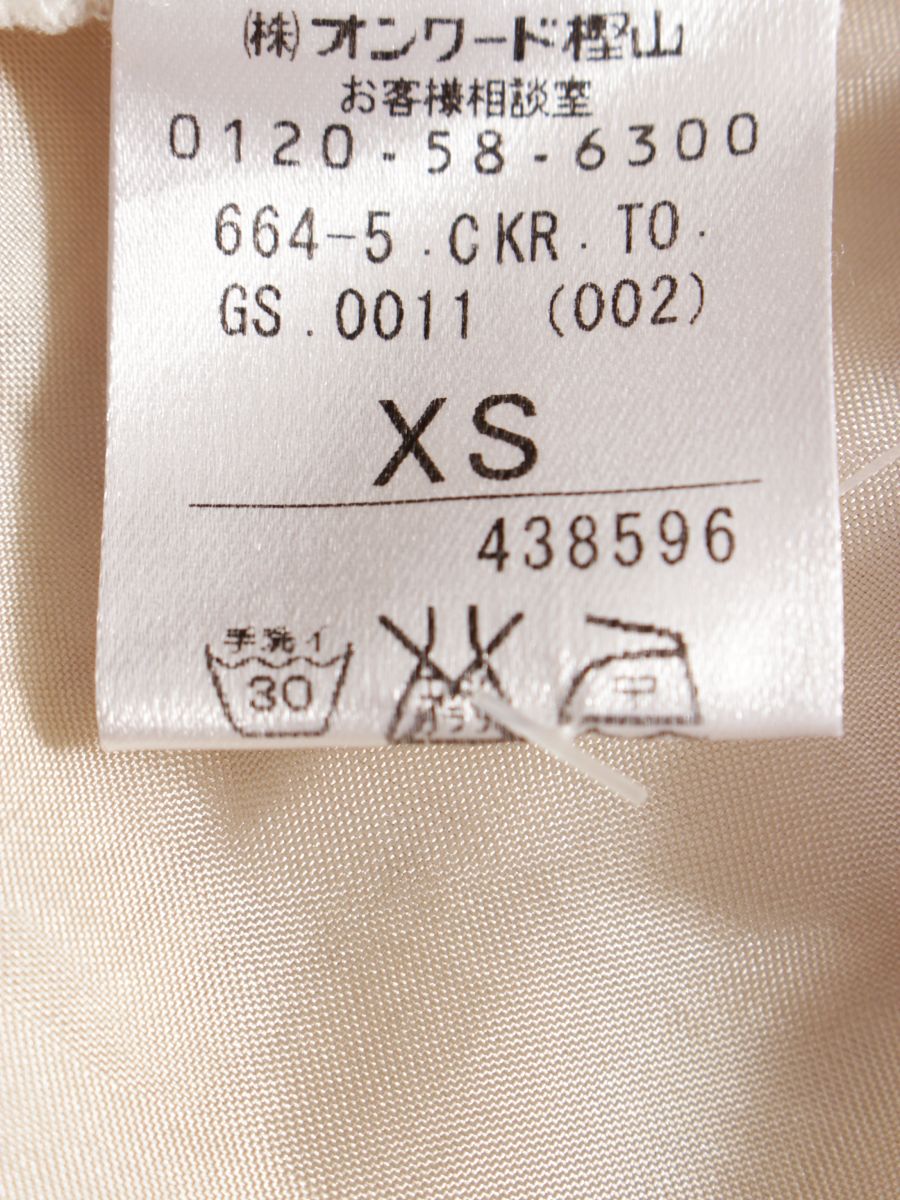 (株)オンワード樫山
お客様相談室
0120-58-6300
664-5.CKR.TO.
GS.0011 (002)
XS
438596
手洗イ
30
中